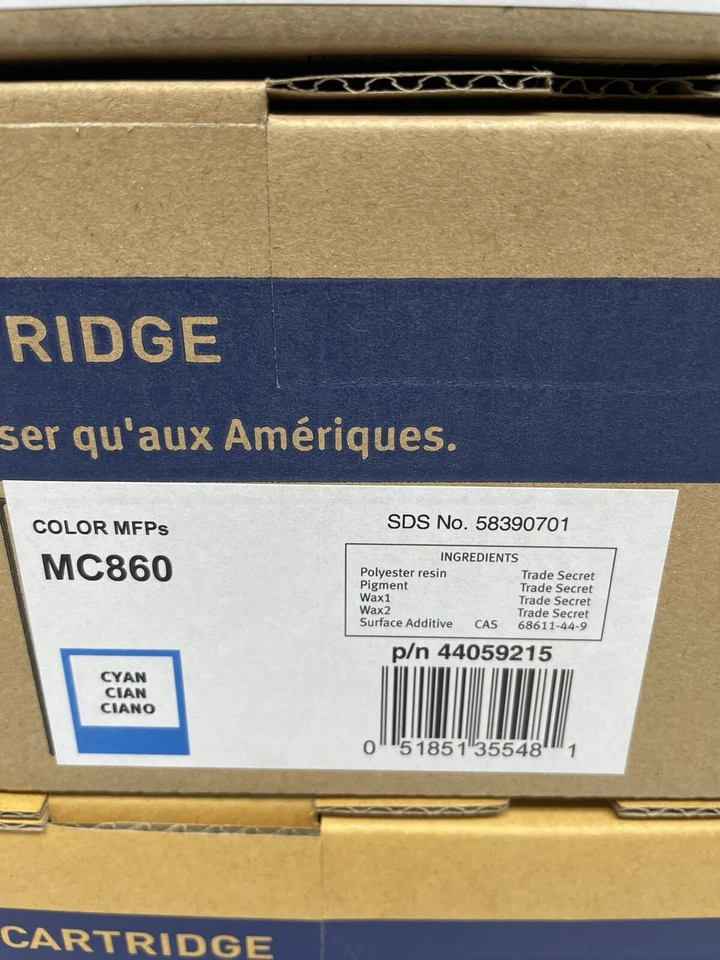 RIDGE
ser qu'aux Amériques.
COLOR MFPs
MC860
CYAN
CIAN
CIANO
SDS No. 58390701
INGREDIENTS
Polyester resin Trade Secret
Pigment Trade Secret
Wax1 Trade Secret
Wax2 Trade Secret
Surface Additive CAS 68611-44-9
p/n 44059215
0 51851 35548 1
CARTRIDGE